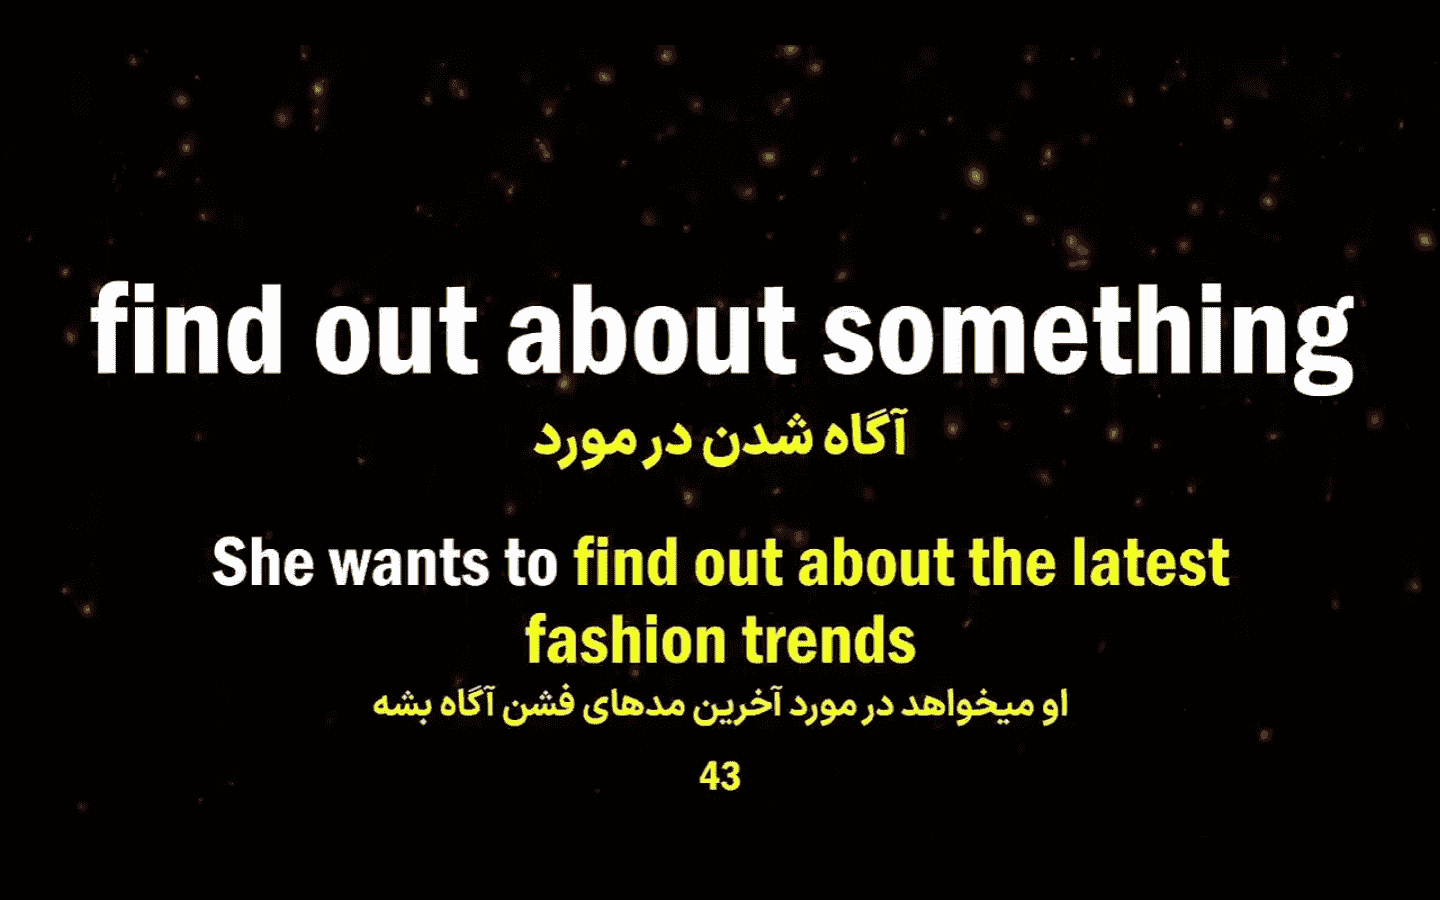 find out about something
آگاه شدن در مورد
She wants to find out about the latest
fashion trends
او میخواهد در مورد آخرین مدهای فشن آگاه بشه
43